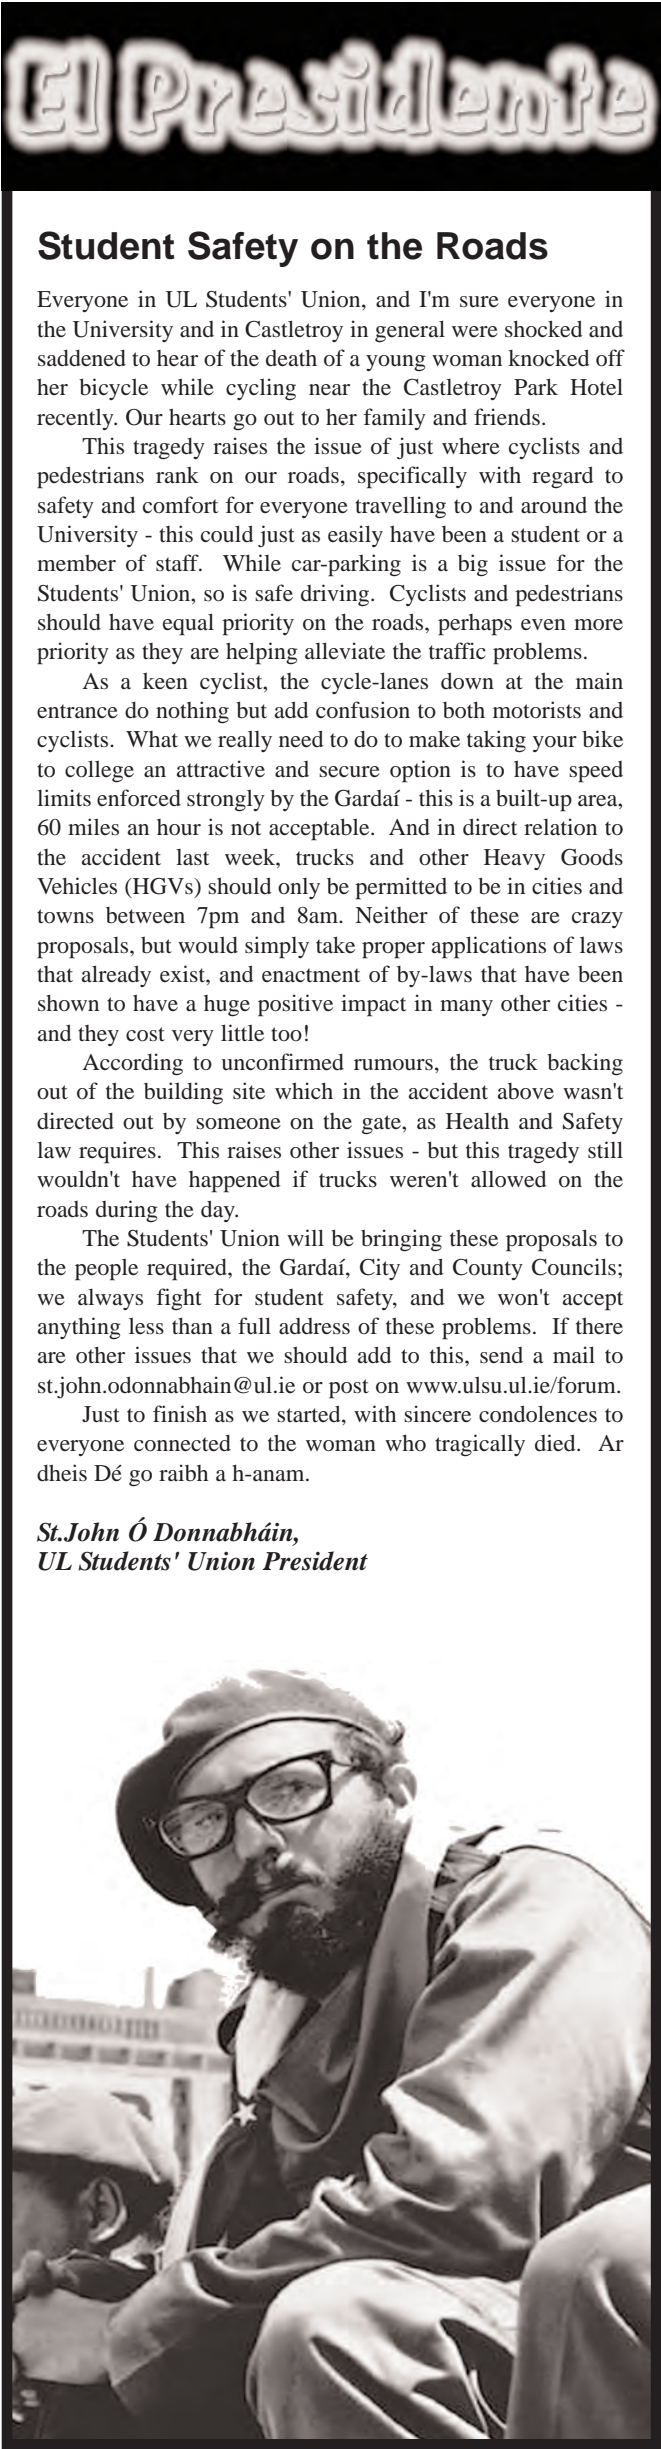 El Presidente
Student Safety on the Roads
Everyone in UL Students' Union, and I'm sure everyone in
the University and in Castletroy in general were shocked and
saddened to hear of the death of a young woman knocked off
her bicycle while cycling near the Castletroy Park Hotel
recently. Our hearts go out to her family and friends.
This tragedy raises the issue of just where cyclists and
pedestrians rank on our roads, specifically with regard to
safety and comfort for everyone travelling to and around the
University - this could just as easily have been a student or a
member of staff. While car-parking is a big issue for the
Students' Union, so is safe driving. Cyclists and pedestrians
should have equal priority on the roads, perhaps even more
priority as they are helping alleviate the traffic problems.
As a keen cyclist, the cycle-lanes down at the main
entrance do nothing but add confusion to both motorists and
cyclists. What we really need to do to make taking your bike
to college an attractive and secure option is to have speed
limits enforced strongly by the Gardaí - this is a built-up area,
60 miles an hour is not acceptable. And in direct relation to
the accident last week, trucks and other Heavy Goods
Vehicles (HGVs) should only be permitted to be in cities and
towns between 7pm and 8am. Neither of these are crazy
proposals, but would simply take proper applications of laws
that already exist, and enactment of by-laws that have been
shown to have a huge positive impact in many other cities -
and they cost very little too!
According to unconfirmed rumours, the truck backing
out of the building site which in the accident above wasn't
directed out by someone on the gate, as Health and Safety
law requires. This raises other issues - but this tragedy still
wouldn't have happened if trucks weren't allowed on the
roads during the day.
The Students' Union will be bringing these proposals to
the people required, the Gardaí, City and County Councils;
we always fight for student safety, and we won't accept
anything less than a full address of these problems. If there
are other issues that we should add to this, send a mail to
st.john.odonnabhain@ul.ie or post on www.ulsu.ul.ie/forum.
Just to finish as we started, with sincere condolences to
everyone connected to the woman who tragically died. Ar
dheis Dé go raibh a h-anam.
St.John Ó Donnabháin,
UL Students' Union President